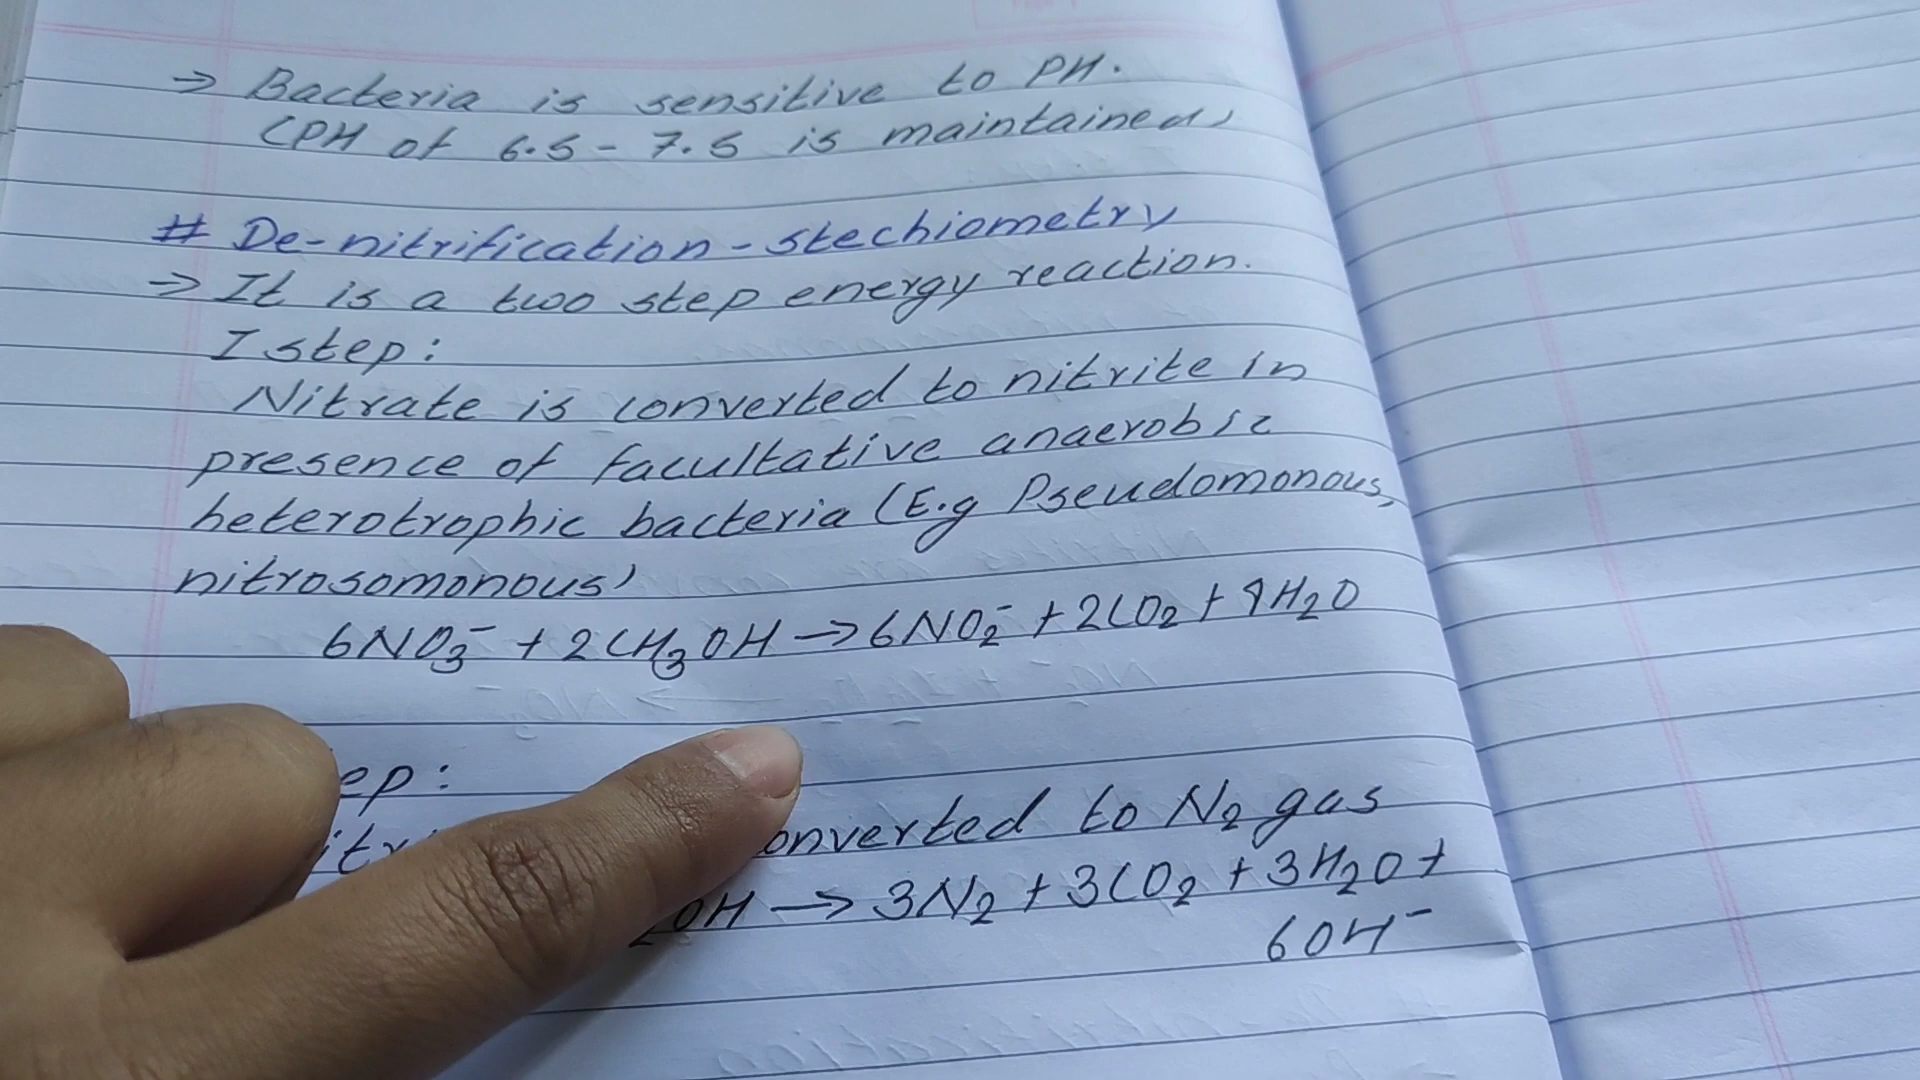 → Bacteria is sensitive to PH.
(PH of 6.5 - 7.5 is maintained)
# De-nitrification - stechiometry
→ It is a two step energy reaction.
I step:
Nitrate is converted to nitrite in
presence of facultative anaerobic
heterotrophic bacteria (E.g Pseudomonous,
nitrosomonous)
6NO₃⁻ + 2CH₃OH → 6NO₂⁻ + 2CO₂ + 4H₂O
ep:
itr onverted to N₂ gas
OH → 3N₂ + 3CO₂ + 3H₂O +
6OH⁻